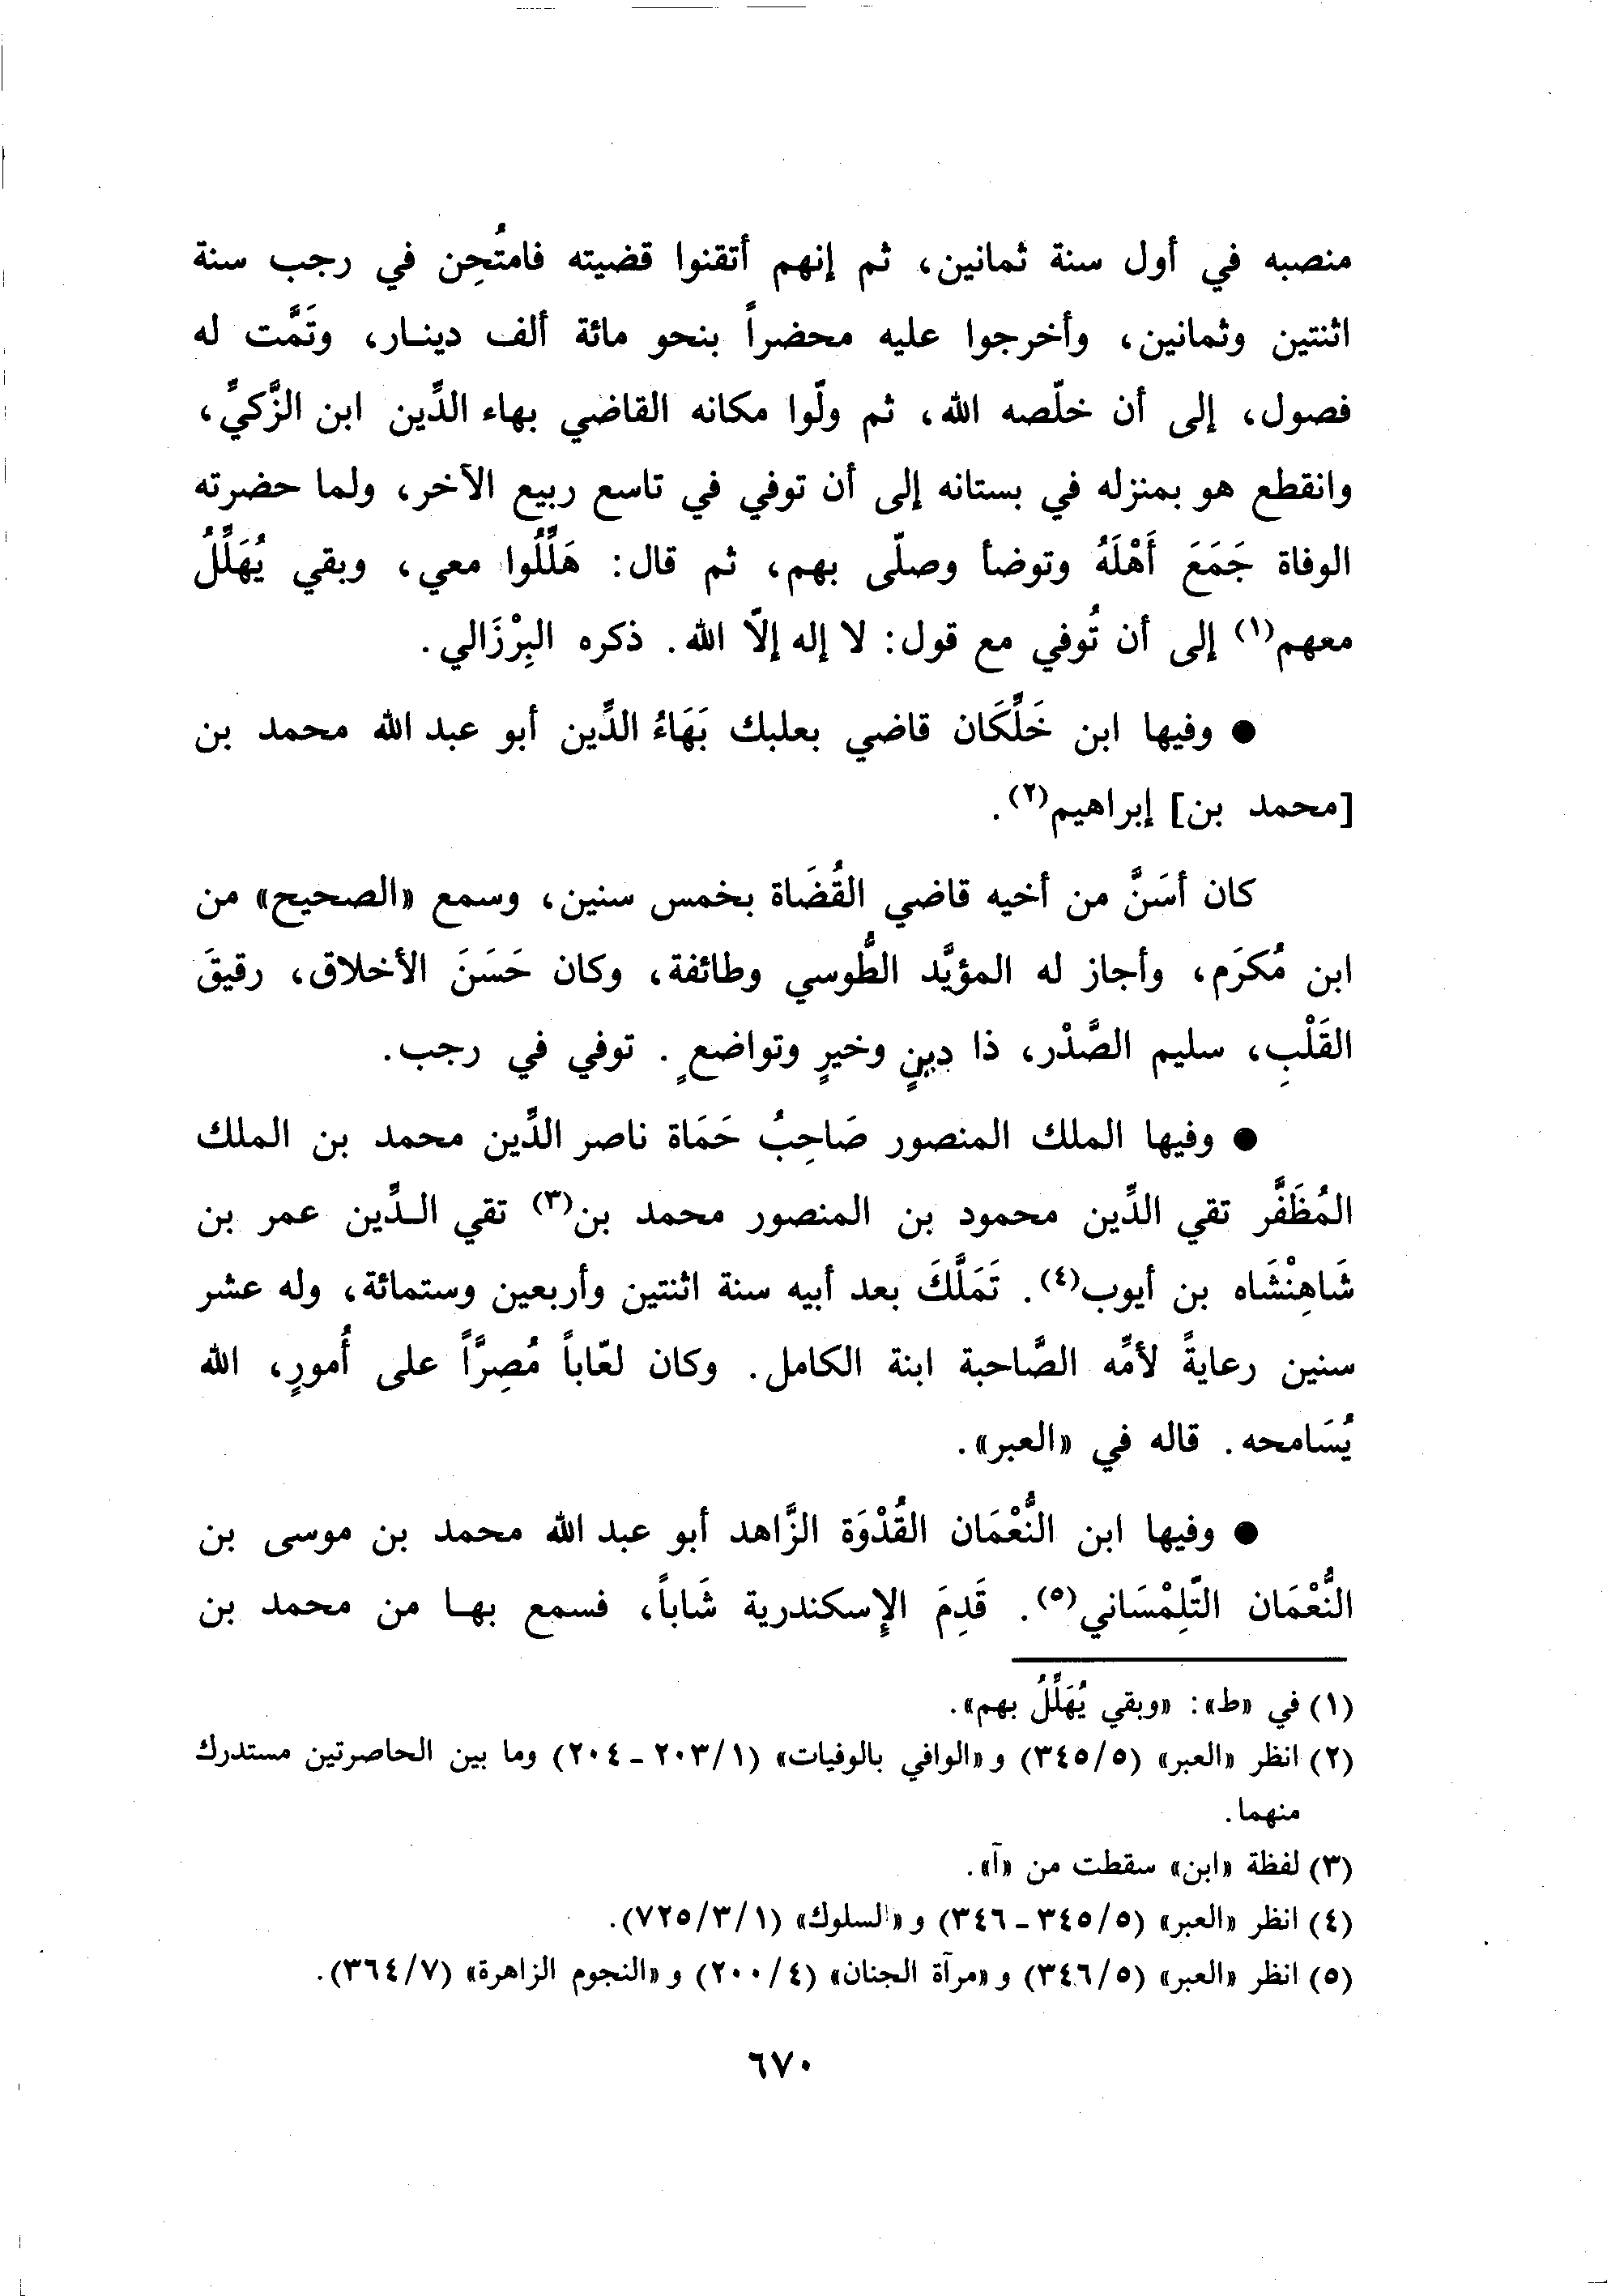 منصبه في أول سنة ثمانين، ثم إنهم أتقنوا قضيته فامتُحِن في رجب سنة
اثنتين وثمانين، وأخرجوا عليه محضراً بنحو مائة ألف دينـار، وتَمَّت له
فصول، إلى أن خلّصه الله، ثم ولّوا مكانه القاضي بهاء الدِّين ابن الزَّكيِّ،
وانقطع هو بمنزله في بستانه إلى أن توفي في تاسع ربيع الآخر، ولما حضرته
الوفاة جَمَعَ أَهْلَهُ وتوضأ وصلّى بهم، ثم قال: هَلِّلُوا معي، وبقي يُهَلِّلُ
معهم(١) إلى أن تُوفي مع قول: لا إله إلاّ الله. ذكره البِرْزَالي.
● وفيها ابن خَلِّكَان قاضي بعلبك بَهَاءُ الدِّين أبو عبد الله محمد بن
[محمد بن] إبراهيم(٢).
كان أسَنَّ من أخيه قاضي القُضَاة بخمس سنين، وسمع «الصحيح» من
ابن مُكرَم، وأجاز له المؤيَّد الطُّوسي وطائفة، وكان حَسَنَ الأخلاق، رقيقَ
القَلْبِ، سليم الصَّدْر، ذا دينٍ وخيرٍ وتواضعٍ. توفي في رجب.
● وفيها الملك المنصور صَاحِبُ حَمَاة ناصر الدِّين محمد بن الملك
المُظَفَّر تقي الدِّين محمود بن المنصور محمد بن(٣) تقي الـدِّين عمر بن
شَاهِنْشَاه بن أيوب(٤). تَمَلَّكَ بعد أبيه سنة اثنتين وأربعين وستمائة، وله عشر
سنين رعايةً لأمِّه الصَّاحبة ابنة الكامل. وكان لعّاباً مُصِرَّاً على أُمورٍ، الله
يُسَامحه. قاله في «العبر».
● وفيها ابن النُّعْمَان القُدْوَة الزَّاهد أبو عبد الله محمد بن موسى بن
النُّعْمَان التِّلِمْسَاني(٥). قَدِمَ الإسكندرية شَاباً، فسمع بهـا من محمد بن
(١) في «ط»: «وبقي يُهَلِّلُ بهم».
(٢) انظر «العبر» (٣٤٥/٥) و«الوافي بالوفيات» (٢٠٣/١ - ٢٠٤) وما بين الحاصرتين مستدرك
منهما.
(٣) لفظة «ابن» سقطت من «آ».
(٤) انظر «العبر» (٣٤٥/٥ - ٣٤٦) و«السلوك» (٧٢٥/٣/١).
(٥) انظر «العبر» (٣٤٦/٥) و«مرآة الجنان» (٢٠٠/٤) و«النجوم الزاهرة» (٣٦٤/٧).
٦٧٠